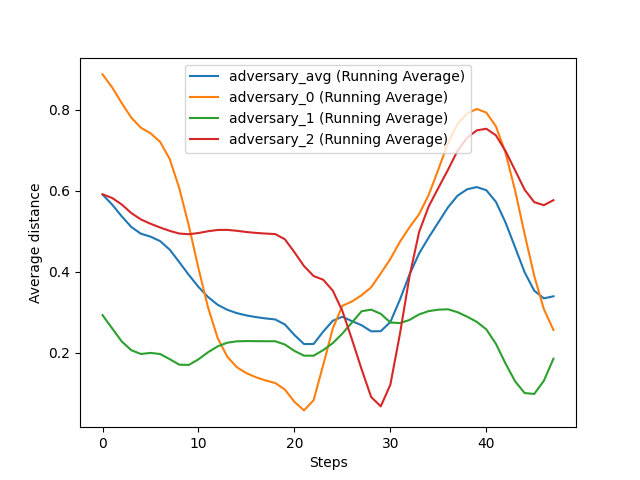 adversary_avg (Running Average)
adversary_0 (Running Average)
adversary_1 (Running Average)
adversary_2 (Running Average)
Average distance
0.8
0.6
0.4
0.2
0 10 20 30 40
Steps